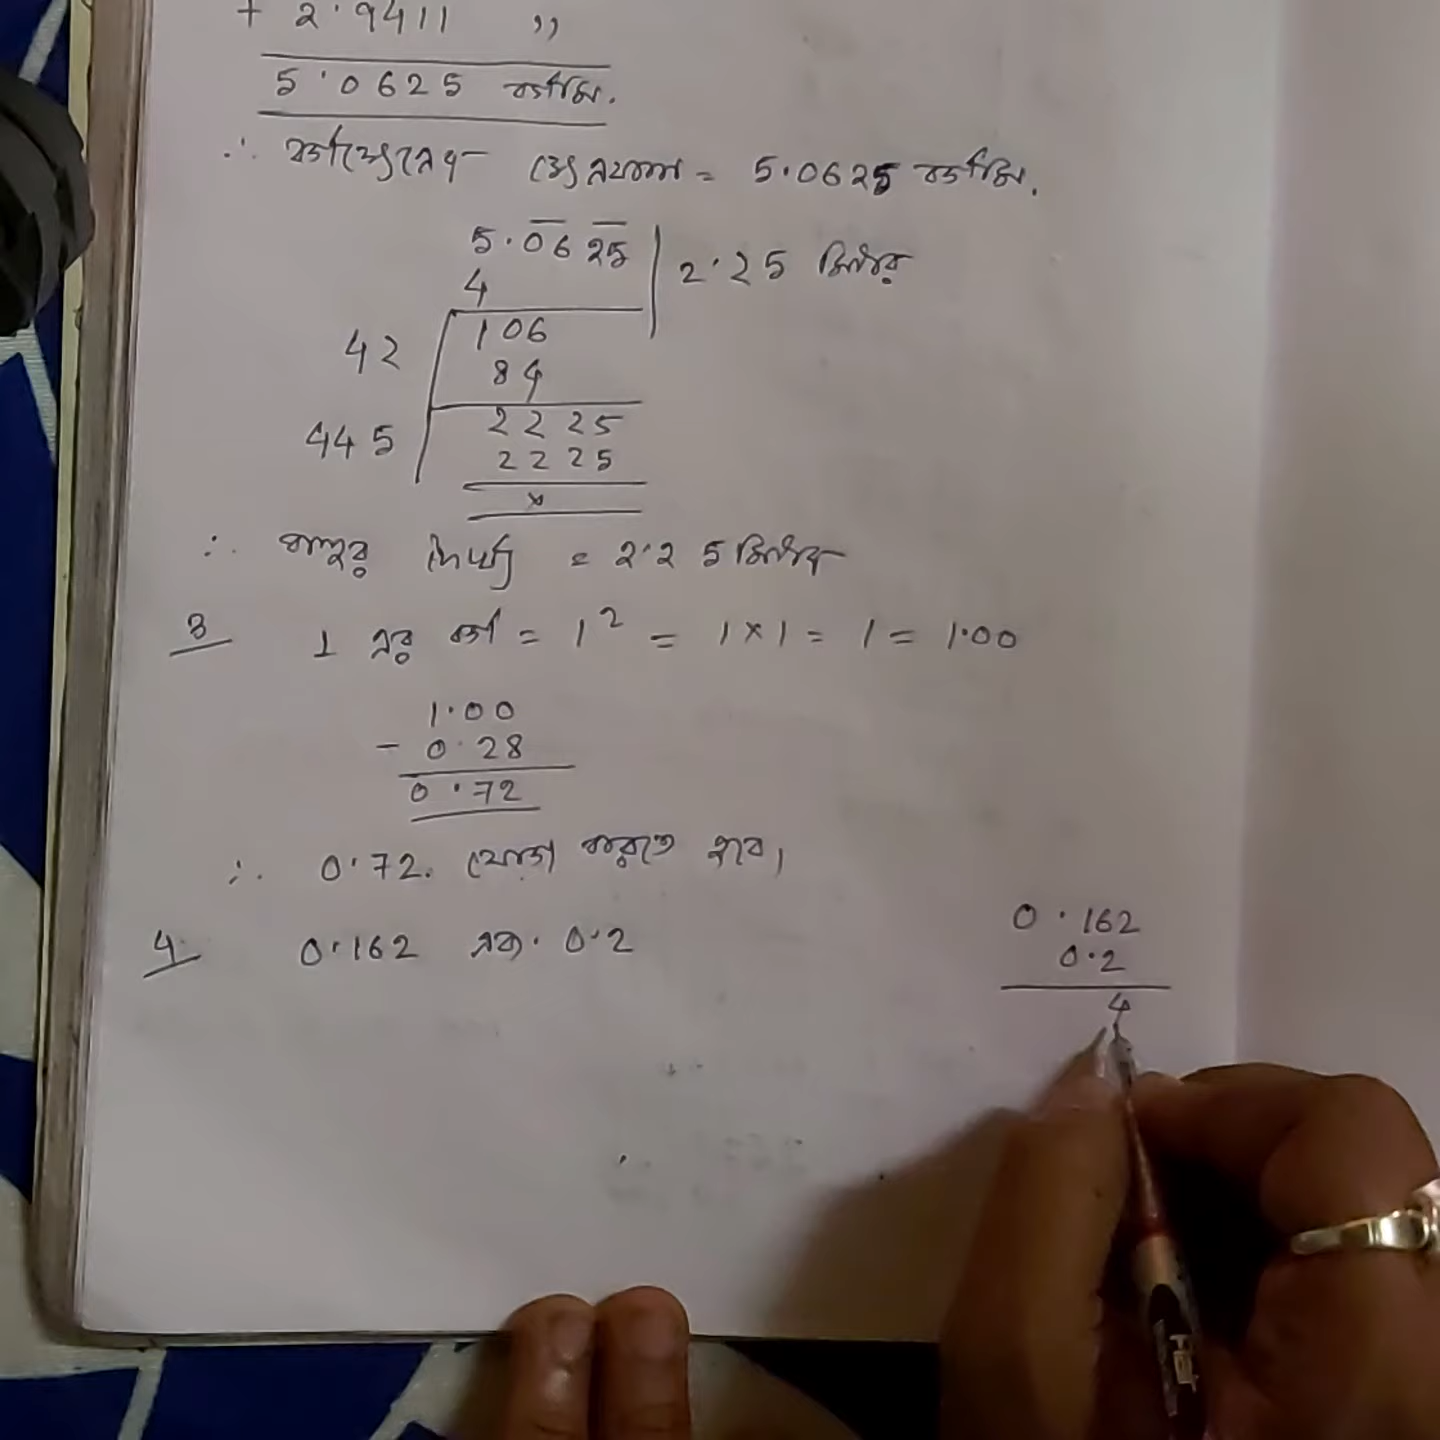 + 2.9411 ,,
5.0625 বর্গমি.
∴ বর্গক্ষেত্রের ক্ষেত্রফল = 5.0625 বর্গমি.
5.06 25 | 2.25 মিটার
4
42 106
84
445 2225
2225
×
∴ বাহুর দৈর্ঘ্য = 2.25 মিটার
3 1 এর বর্গ = 1² = 1 × 1 = 1 = 1.00
1.00
- 0.28
0.72
∴ 0.72. যোগ করতে হবে।
4. 0.162 এবং 0.2
0.162
0.2
4